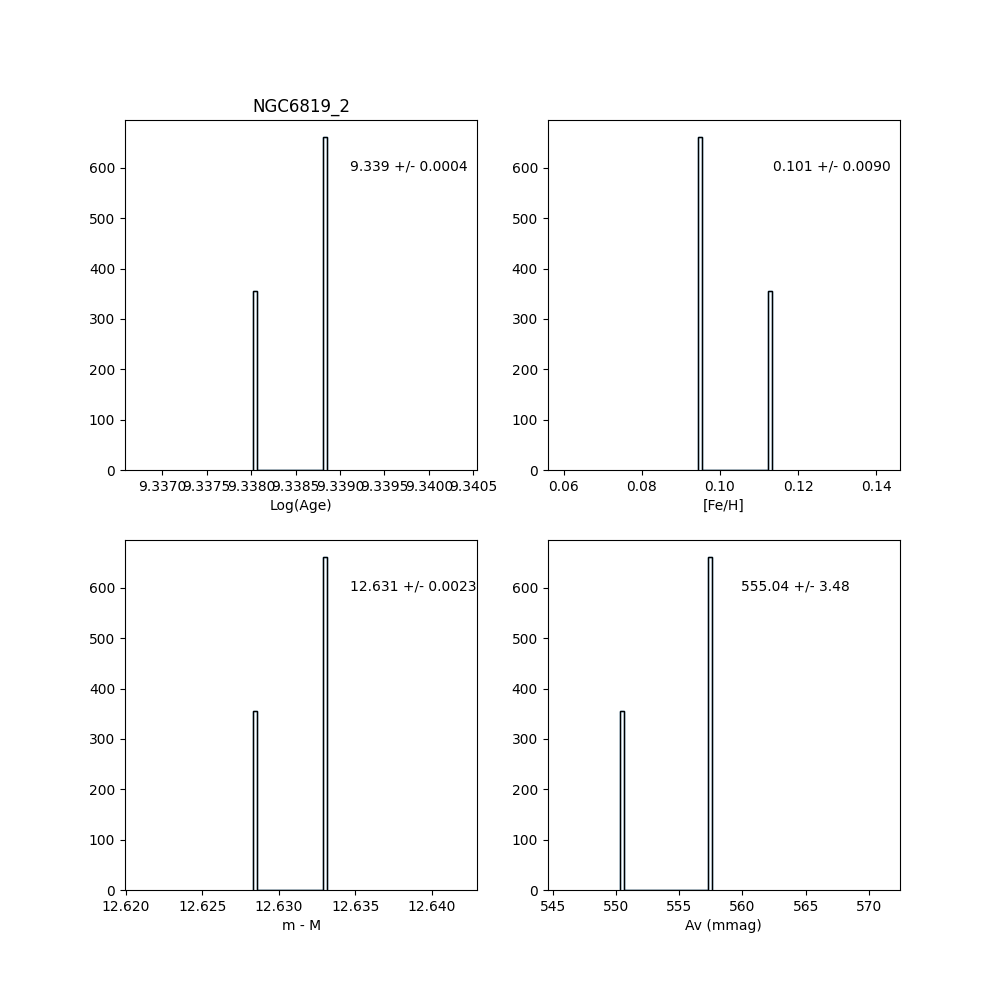 NGC6819_2
600
500
400
300
200
100
0
9.339 +/- 0.0004
9.3370 9.3375 9.3380 9.3385 9.3390 9.3395 9.3400 9.3405
Log(Age)
600
500
400
300
200
100
0
0.101 +/- 0.0090
0.06 0.08 0.10 0.12 0.14
[Fe/H]
600
500
400
300
200
100
0
12.631 +/- 0.0023
12.620 12.625 12.630 12.635 12.640
m - M
600
500
400
300
200
100
0
555.04 +/- 3.48
545 550 555 560 565 570
Av (mmag)